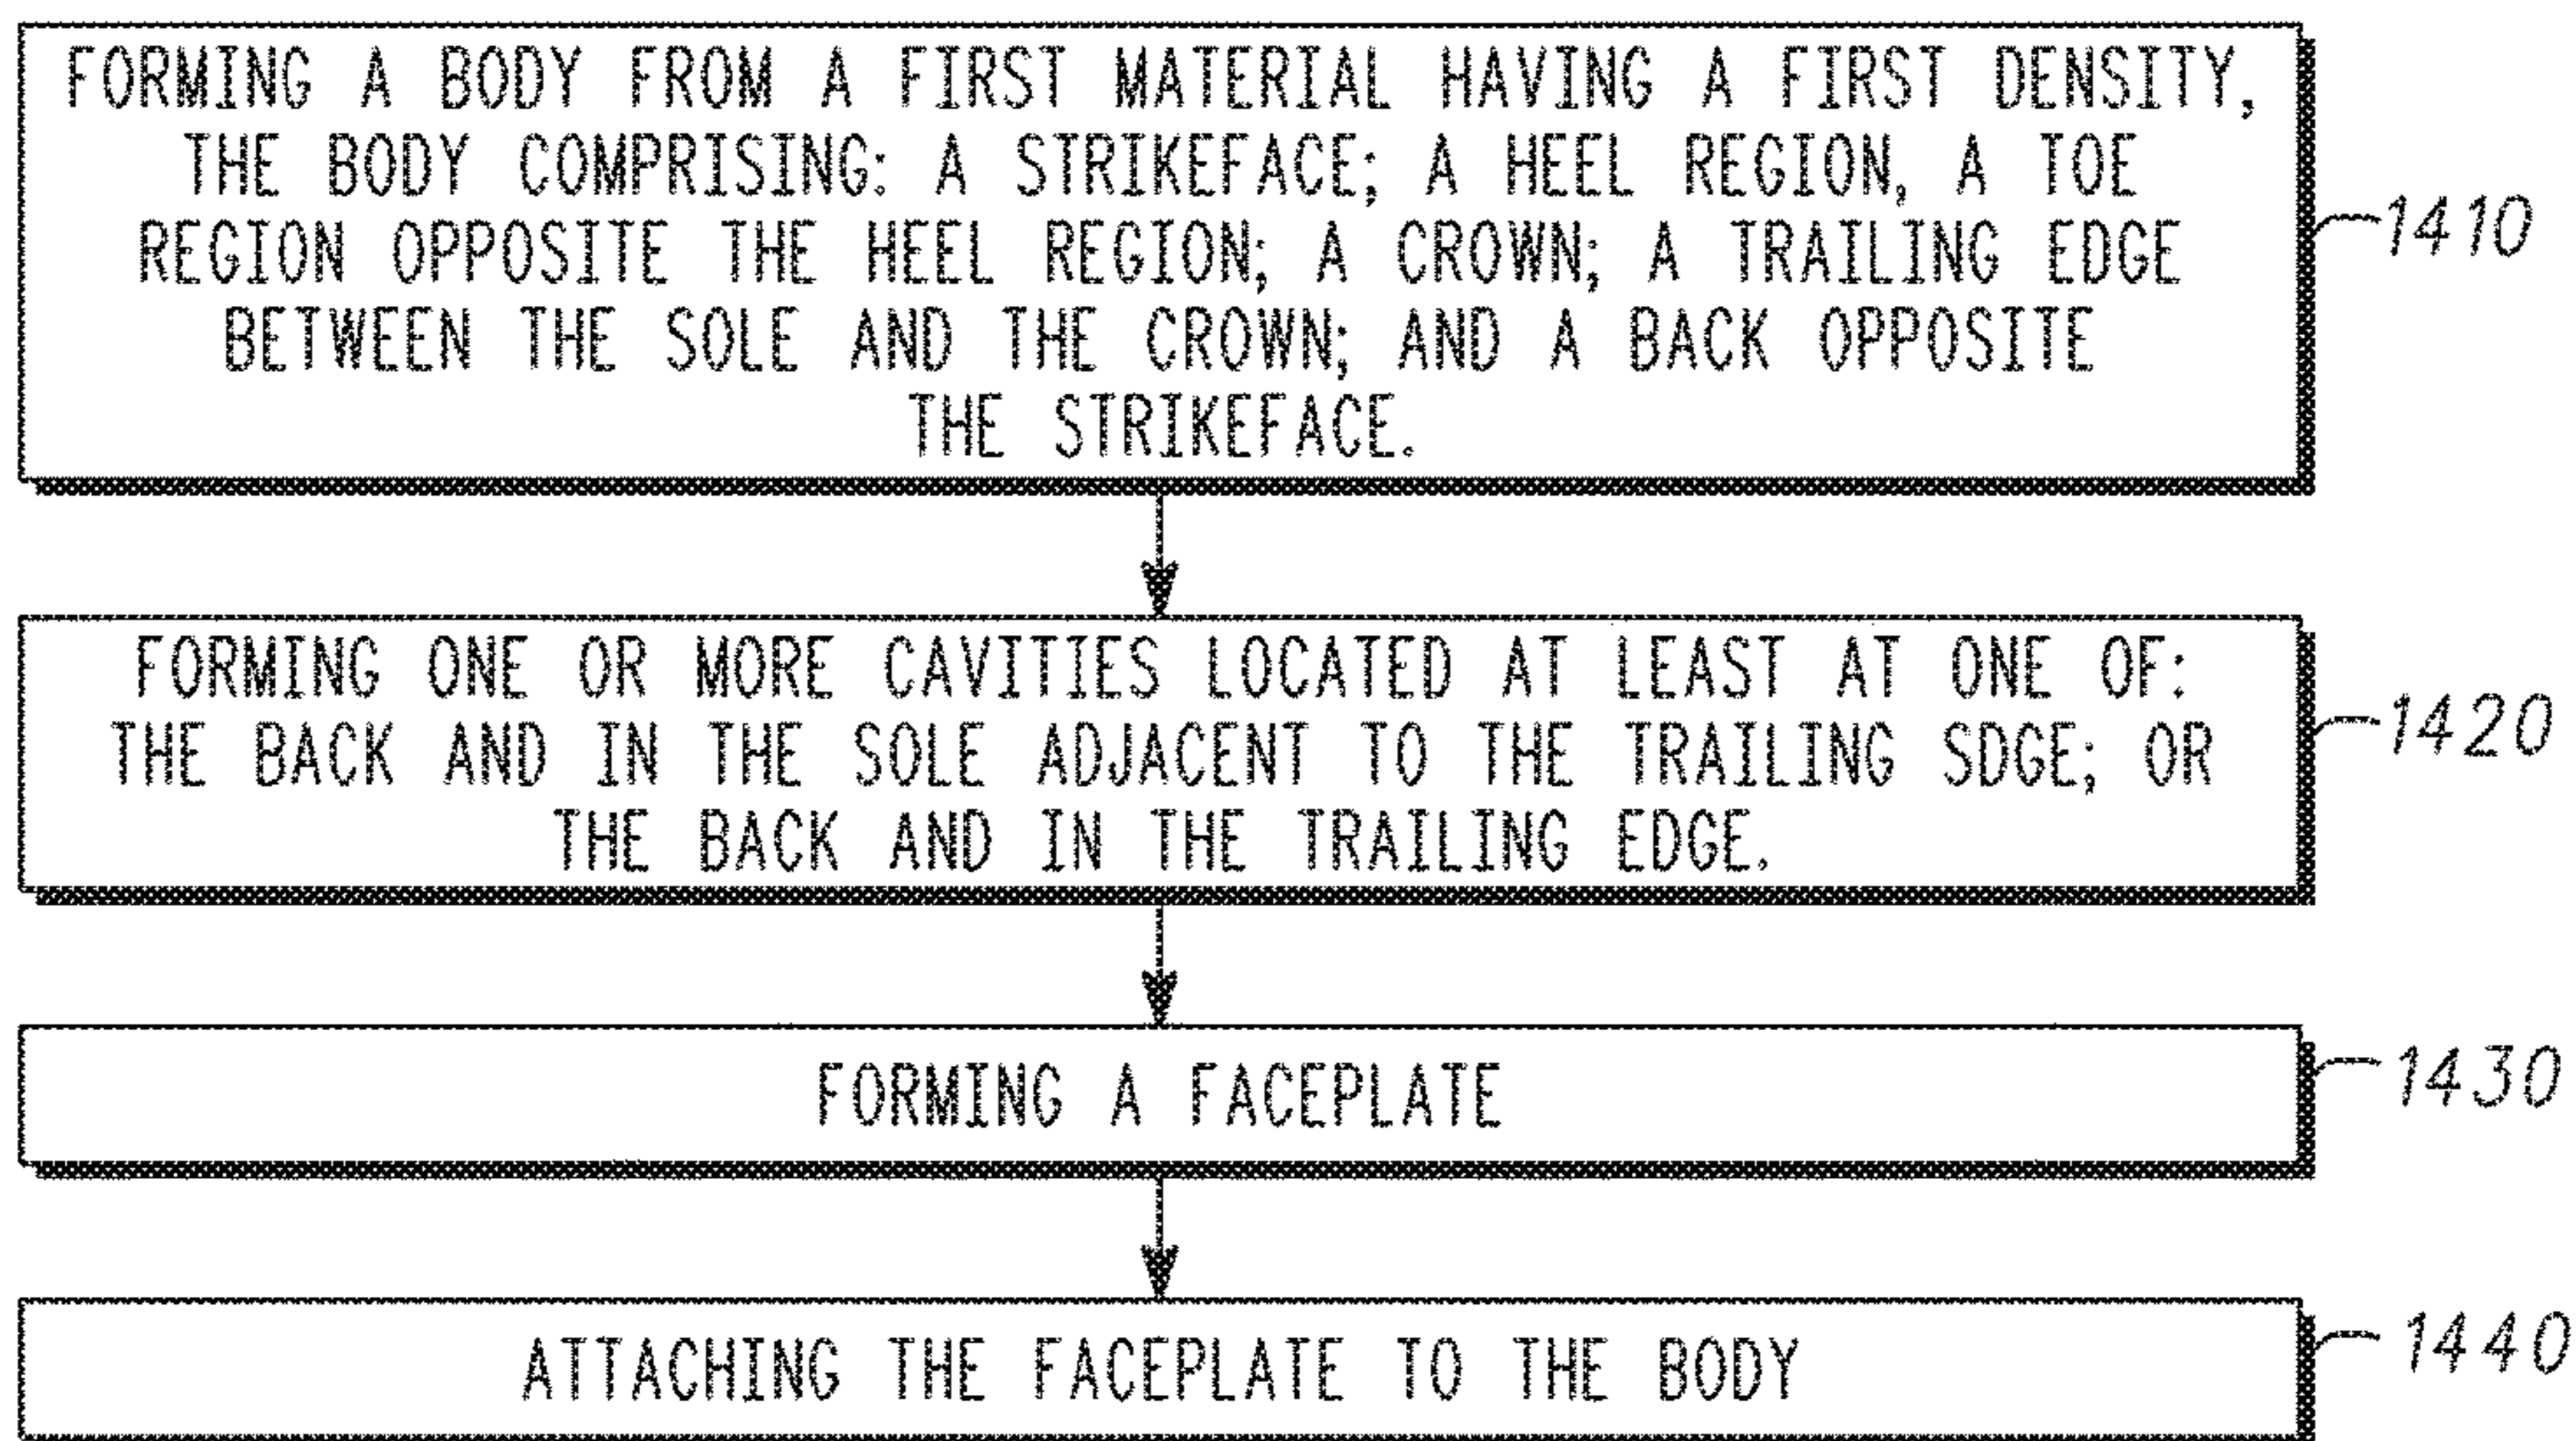 FORMING A BODY FROM A FIRST MATERIAL HAVING A FIRST DENSITY,
THE BODY COMPRISING: A STRIKEFACE; A HEEL REGION, A TOE
REGION OPPOSITE THE HEEL REGION; A CROWN; A TRAILING EDGE
BETWEEN THE SOLE AND THE CROWN; AND A BACK OPPOSITE
THE STRIKEFACE.
1410
FORMING ONE OR MORE CAVITIES LOCATED AT LEAST AT ONE OF:
THE BACK AND IN THE SOLE ADJACENT TO THE TRAILING SDGE; OR
THE BACK AND IN THE TRAILING EDGE.
1420
FORMING A FACEPLATE
1430
ATTACHING THE FACEPLATE TO THE BODY
1440